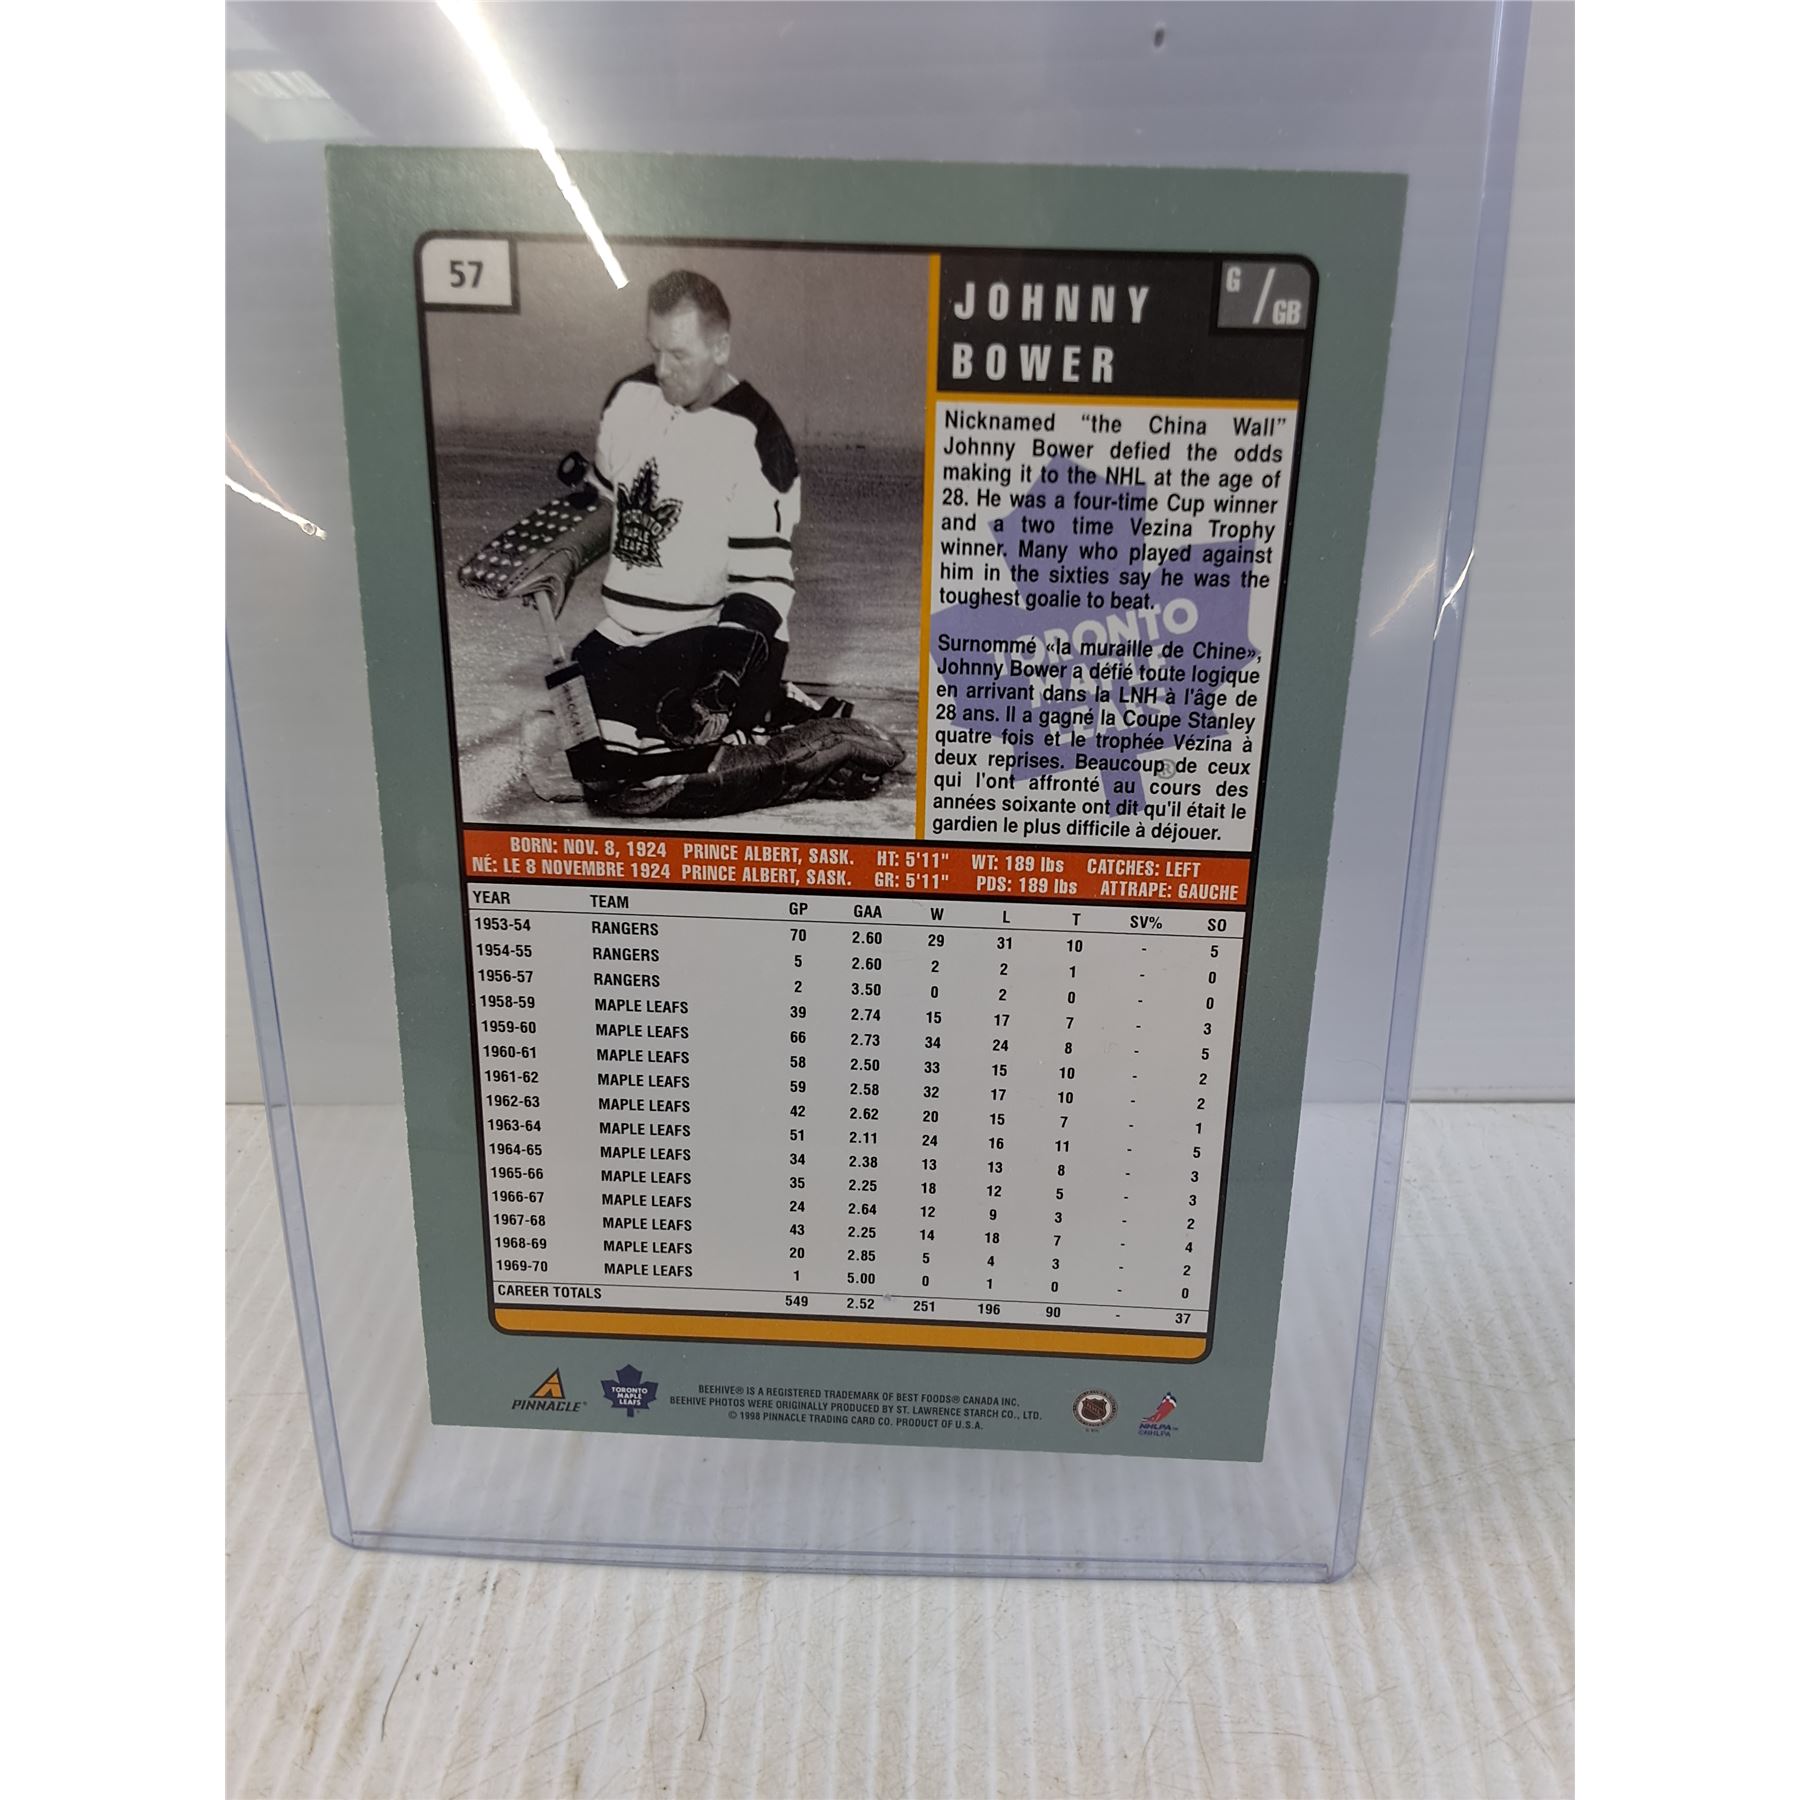 57
JOHNNY
BOWER
G/GB
Nicknamed "the China Wall"
Johnny Bower defied the odds
making it to the NHL at the age of
28. He was a four-time Cup winner
and a two time Vezina Trophy
winner. Many who played against
him in the sixties say he was the
toughest goalie to beat.
Surnommé «la muraille de Chine»,
Johnny Bower a défié toute logique
en arrivant dans la LNH à l'âge de
28 ans. Il a gagné la Coupe Stanley
quatre fois et le trophée Vézina à
deux reprises. Beaucoup de ceux
qui l'ont affronté au cours des
années soixante ont dit qu'il était le
gardien le plus difficile à déjouer.
TORONTO
MAPLE
LEAFS
®
1
MAPLE
LEAFS
BORN: NOV. 8, 1924 PRINCE ALBERT, SASK. HT: 5'11" WT: 189 lbs CATCHES: LEFT
NÉ: LE 8 NOVEMBRE 1924 PRINCE ALBERT, SASK. GR: 5'11" PDS: 189 lbs ATTRAPE: GAUCHE
YEAR TEAM GP GAA W L T SV% SO
1953-54 RANGERS 70 2.60 29 31 10 - 5
1954-55 RANGERS 5 2.60 2 2 1 - 0
1956-57 RANGERS 2 3.50 0 2 0 - 0
1958-59 MAPLE LEAFS 39 2.74 15 17 7 - 3
1959-60 MAPLE LEAFS 66 2.73 34 24 8 - 5
1960-61 MAPLE LEAFS 58 2.50 33 15 10 - 2
1961-62 MAPLE LEAFS 59 2.58 32 17 10 - 2
1962-63 MAPLE LEAFS 42 2.62 20 15 7 - 1
1963-64 MAPLE LEAFS 51 2.11 24 16 11 - 5
1964-65 MAPLE LEAFS 34 2.38 13 13 8 - 3
1965-66 MAPLE LEAFS 35 2.25 18 12 5 - 3
1966-67 MAPLE LEAFS 24 2.64 12 9 3 - 2
1967-68 MAPLE LEAFS 43 2.25 14 18 7 - 4
1968-69 MAPLE LEAFS 20 2.85 5 4 3 - 2
1969-70 MAPLE LEAFS 1 5.00 0 1 0 - 0
CAREER TOTALS 549 2.52 251 196 90 - 37
PINNACLE
TORONTO
MAPLE
LEAFS
BEEHIVE® IS A REGISTERED TRADEMARK OF BEST FOODS® CANADA INC.
BEEHIVE PHOTOS WERE ORIGINALLY PRODUCED BY ST. LAWRENCE STARCH CO., LTD.
© 1998 PINNACLE TRADING CARD CO. PRODUCT OF U.S.A.
NHL
NHLPA™
©NHLPA